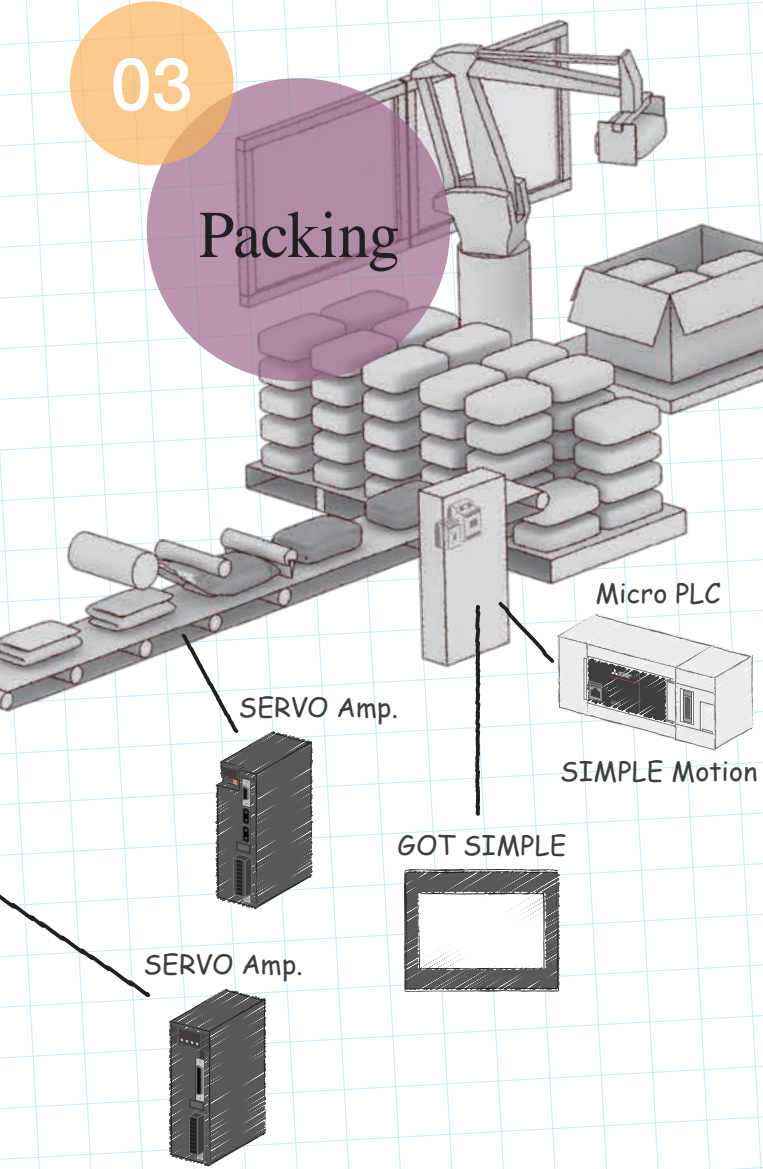 03
Packing
Micro PLC
SERVO Amp.
SIMPLE Motion
GOT SIMPLE
SERVO Amp.